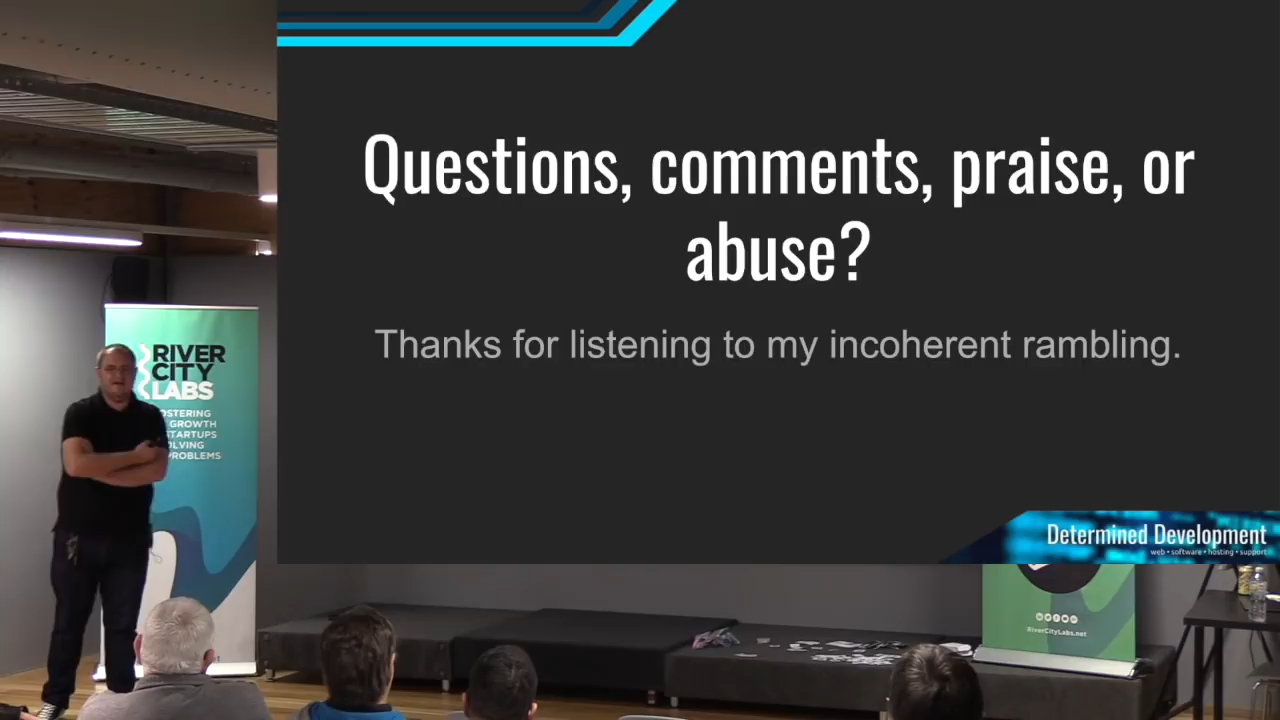 Questions, comments, praise, or
abuse?
Thanks for listening to my incoherent rambling.
RIVER
CITY
LABS
OSTERING
GROWTH
STARTUPS
OLVING
PROBLEMS
Determined Development
web • software • hosting • support
RiverCityLabs.net